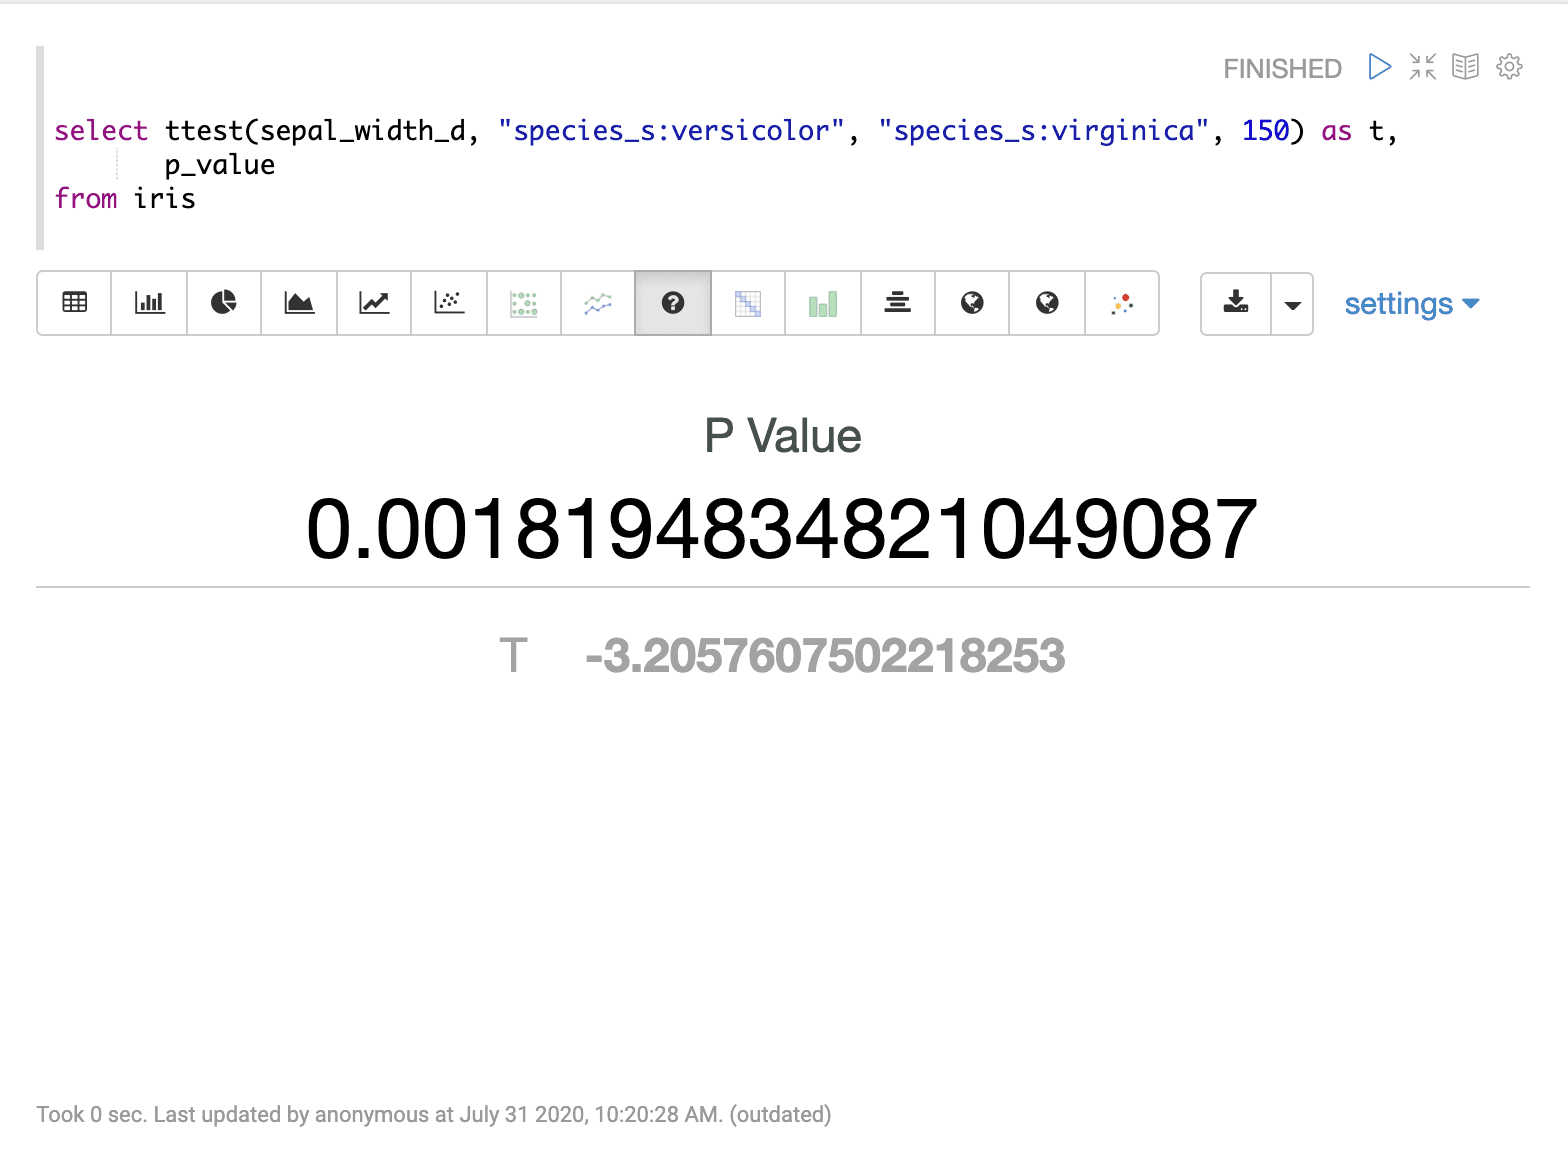 FINISHED
select ttest(sepal_width_d, "species_s:versicolor", "species_s:virginica", 150) as t,
p_value
from iris
settings
P Value
0.0018194834821049087
T -3.2057607502218253
Took 0 sec. Last updated by anonymous at July 31 2020, 10:20:28 AM. (outdated)